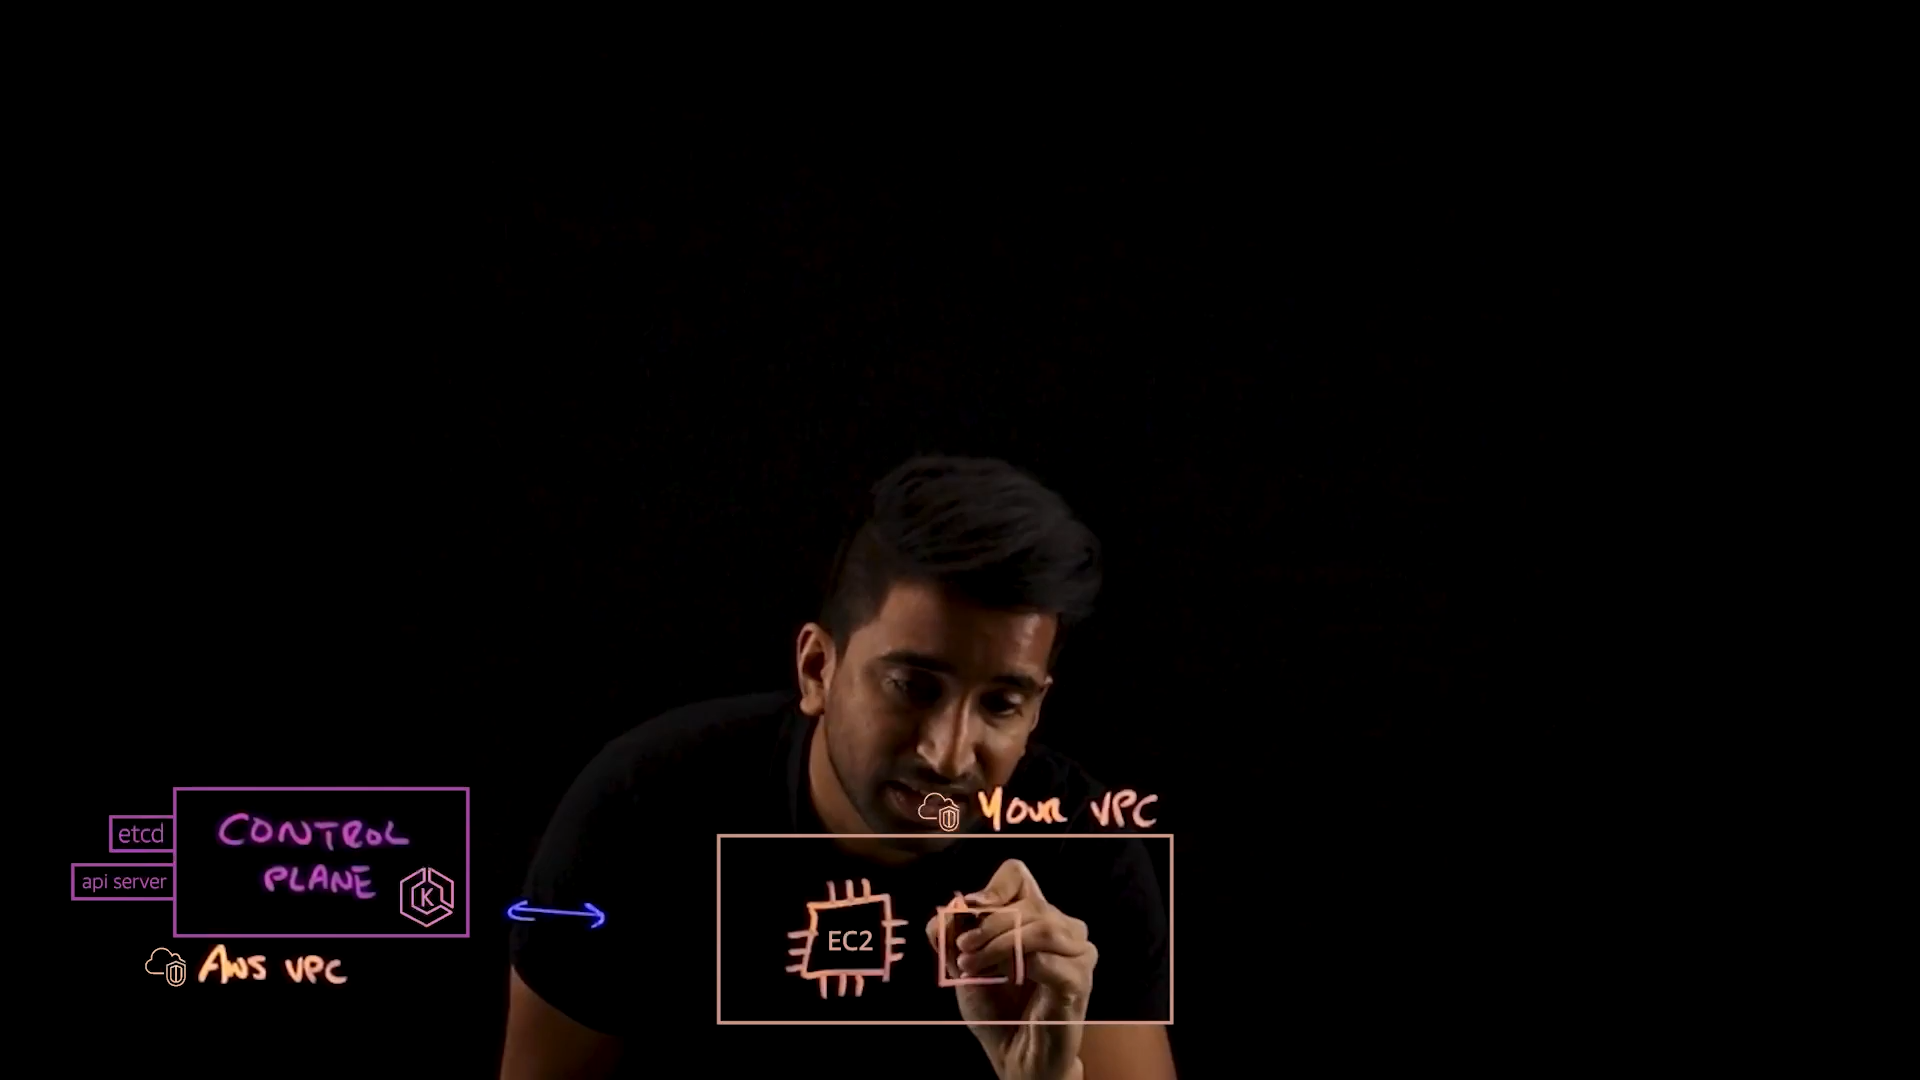 etcd
api server
CONTROL
PLANE
K
AWS VPC
YOUR VPC
EC2